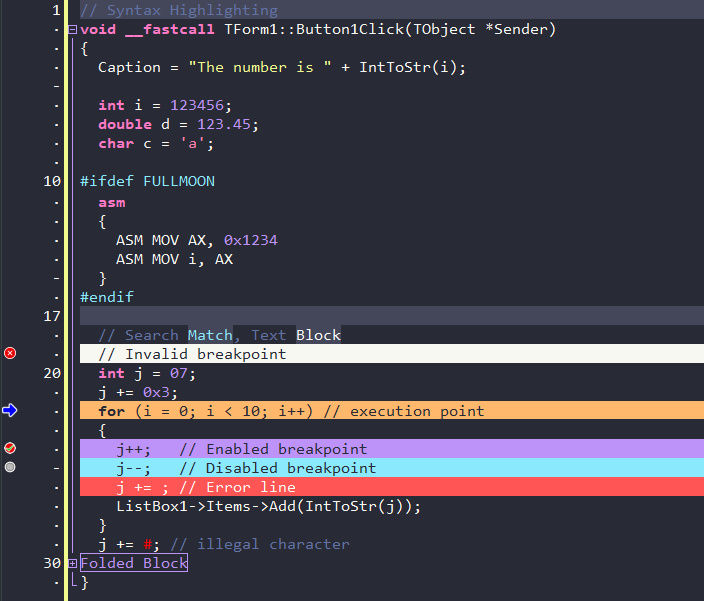 1 // Syntax Highlighting
void __fastcall TForm1::Button1Click(TObject *Sender)
{
  Caption = "The number is " + IntToStr(i);

  int i = 123456;
  double d = 123.45;
  char c = 'a';

10 #ifdef FULLMOON
  asm
  {
    ASM MOV AX, 0x1234
    ASM MOV i, AX
  }
#endif
17
  // Search Match, Text Block
  // Invalid breakpoint
20   int j = 07;
  j += 0x3;
  for (i = 0; i < 10; i++) // execution point
  {
    j++;   // Enabled breakpoint
    j--;   // Disabled breakpoint
    j += ; // Error line
    ListBox1->Items->Add(IntToStr(j));
  }
  j += #; // illegal character
30 Folded Block
}